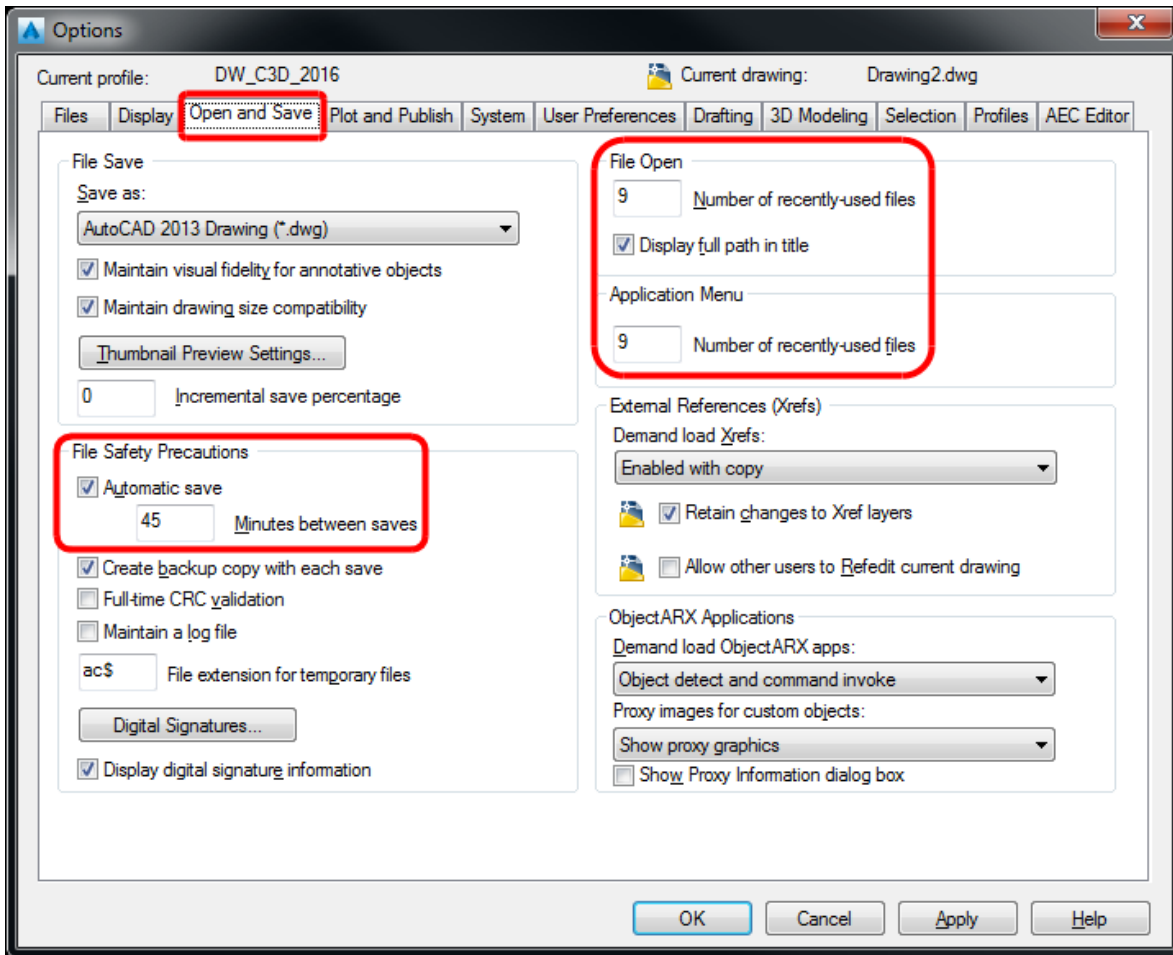 Options
Current profile: DW_C3D_2016 Current drawing: Drawing2.dwg
Files Display Open and Save Plot and Publish System User Preferences Drafting 3D Modeling Selection Profiles AEC Editor
File Save
Save as:
AutoCAD 2013 Drawing (*.dwg)
Maintain visual fidelity for annotative objects
Maintain drawing size compatibility
Thumbnail Preview Settings...
0 Incremental save percentage
File Safety Precautions
Automatic save
45 Minutes between saves
Create backup copy with each save
Full-time CRC validation
Maintain a log file
ac$ File extension for temporary files
Digital Signatures...
Display digital signature information
File Open
9 Number of recently-used files
Display full path in title
Application Menu
9 Number of recently-used files
External References (Xrefs)
Demand load Xrefs:
Enabled with copy
Retain changes to Xref layers
Allow other users to Refedit current drawing
ObjectARX Applications
Demand load ObjectARX apps:
Object detect and command invoke
Proxy images for custom objects:
Show proxy graphics
Show Proxy Information dialog box
OK Cancel Apply Help